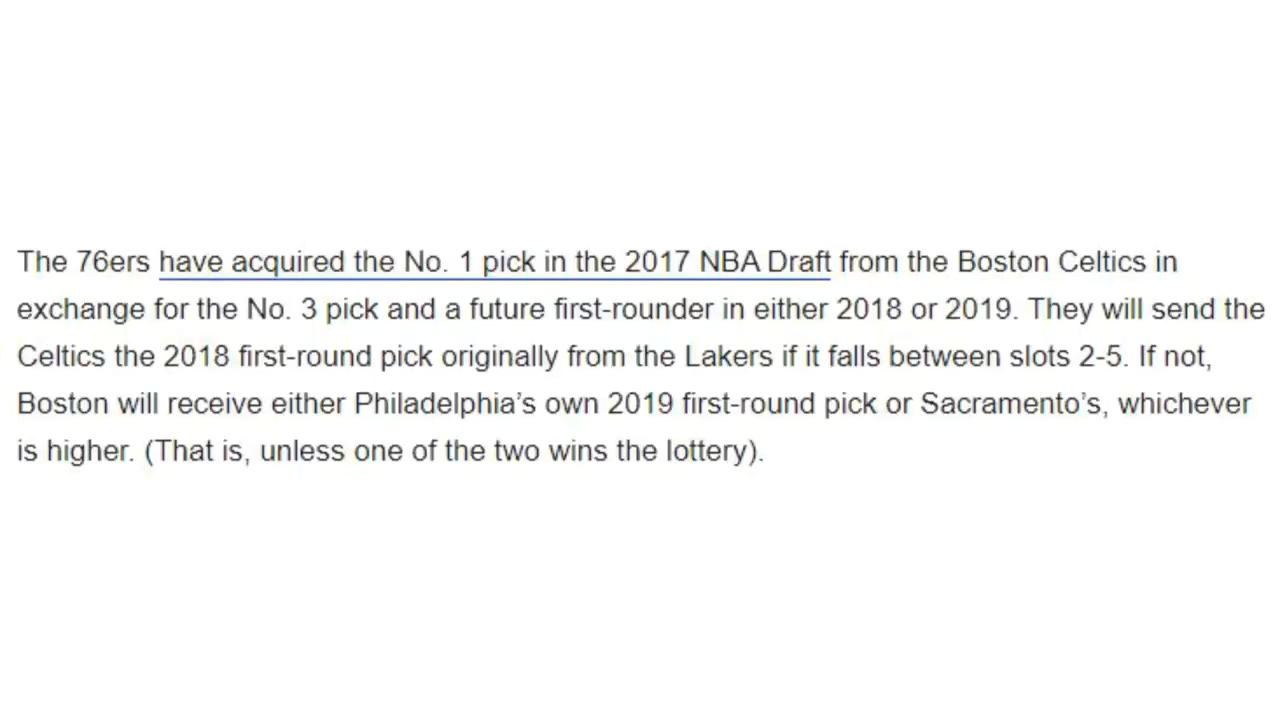 The 76ers have acquired the No. 1 pick in the 2017 NBA Draft from the Boston Celtics in
exchange for the No. 3 pick and a future first-rounder in either 2018 or 2019. They will send the
Celtics the 2018 first-round pick originally from the Lakers if it falls between slots 2-5. If not,
Boston will receive either Philadelphia’s own 2019 first-round pick or Sacramento’s, whichever
is higher. (That is, unless one of the two wins the lottery).